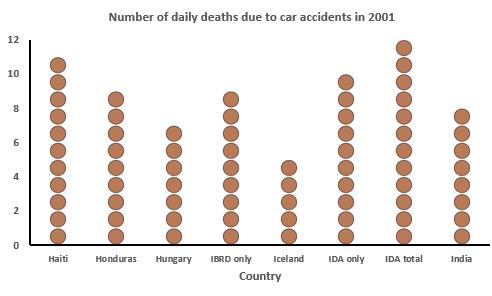 Number of daily deaths due to car accidents in 2001
12
10
8
6
4
2
0
Haiti Honduras Hungary IBRD only Iceland IDA only IDA total India
Country